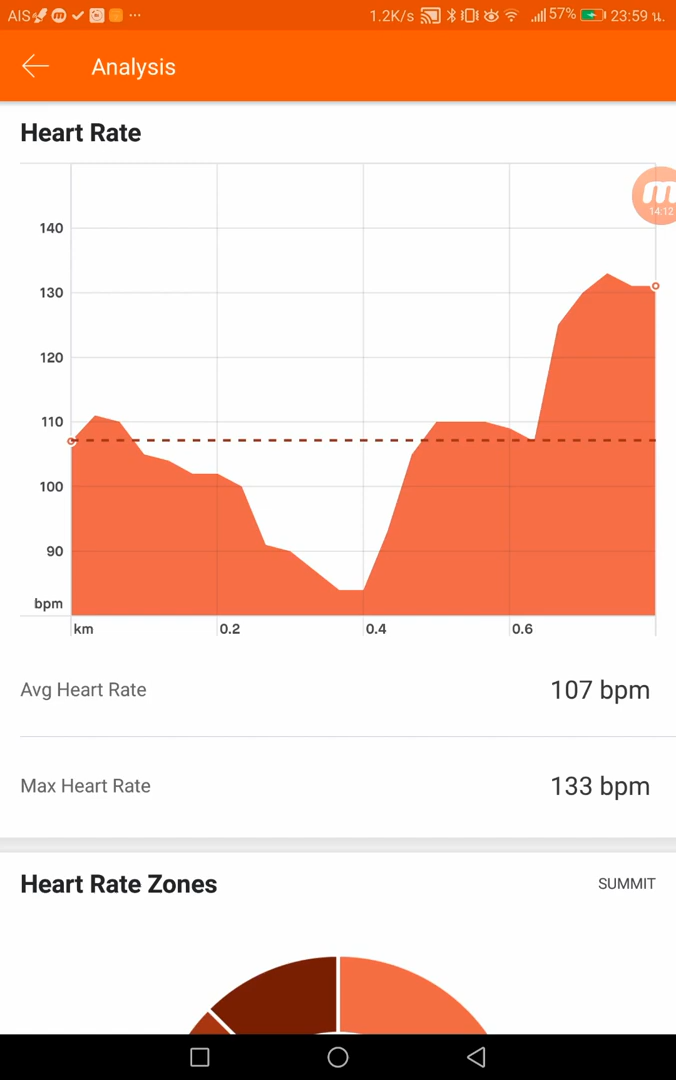 AIS 1.2K/s 57% 23:59 น.
Analysis
Heart Rate
14:12
140
130
120
110
100
90
bpm
km 0.2 0.4 0.6
Avg Heart Rate 107 bpm
Max Heart Rate 133 bpm
Heart Rate Zones SUMMIT